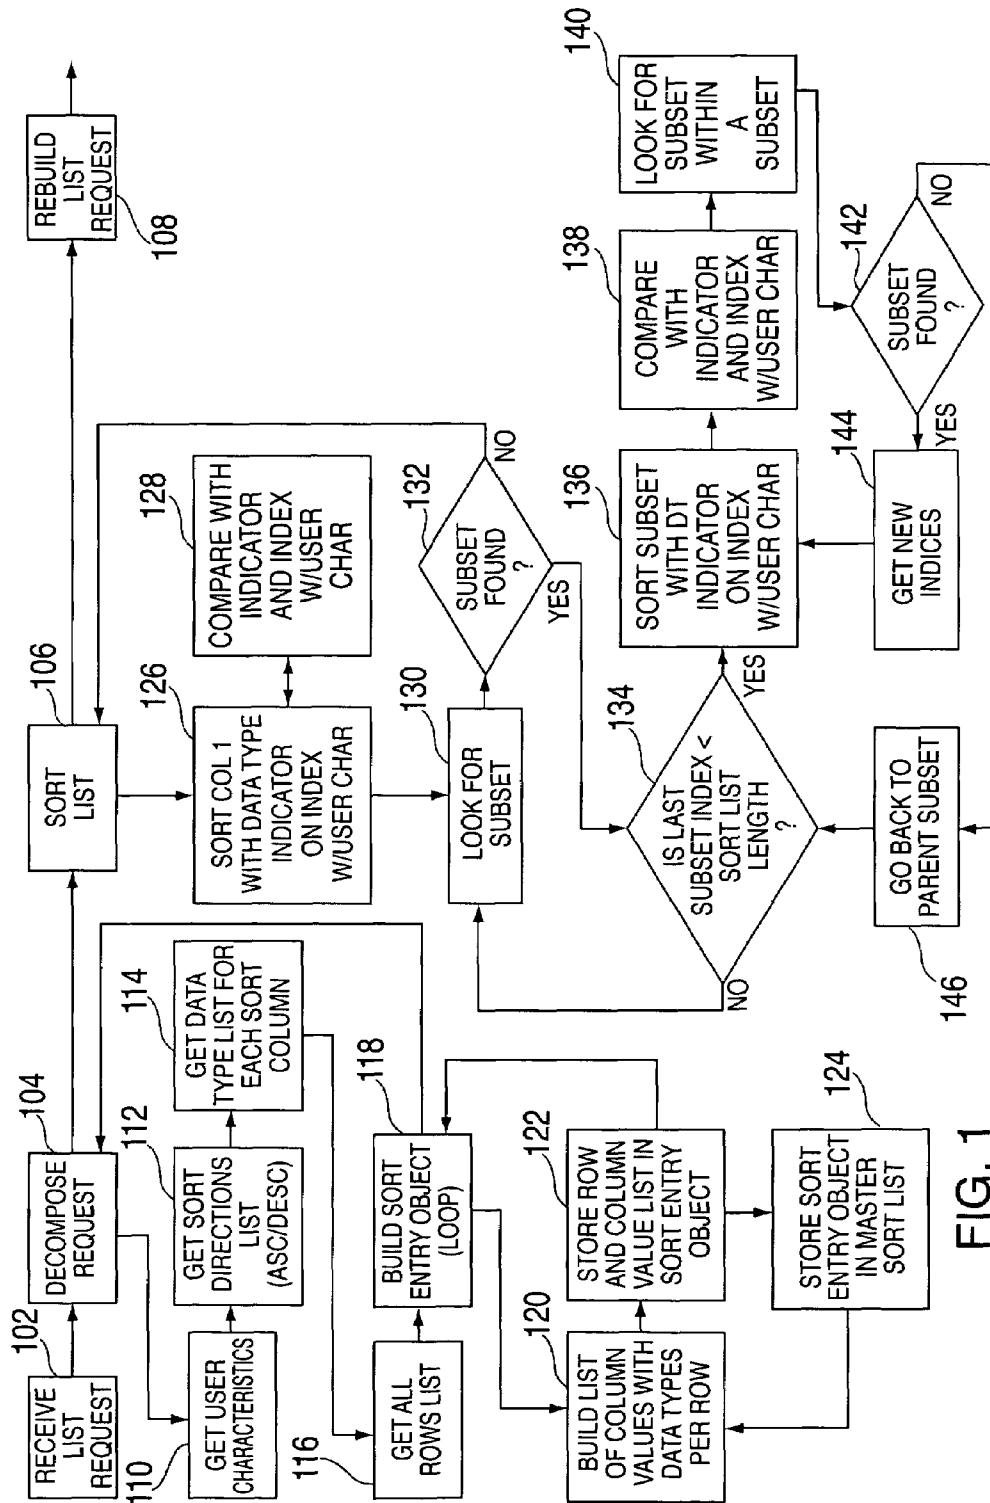 102
RECEIVE
LIST
REQUEST
104
DECOMPOSE
REQUEST
106
SORT
LIST
REBUILD
LIST
REQUEST
108
110
GET USER
CHARACTERISTICS
112
GET SORT
DIRECTIONS
LIST
(ASC/DESC)
114
GET DATA
TYPE LIST FOR
EACH SORT
COLUMN
116
GET ALL
ROWS LIST
118
BUILD SORT
ENTRY OBJECT
(LOOP)
120
BUILD LIST
OF COLUMN
VALUES WITH
DATA TYPES
PER ROW
122
STORE ROW
AND COLUMN
VALUE LIST IN
SORT ENTRY
OBJECT
124
STORE SORT
ENTRY OBJECT
IN MASTER
SORT LIST
126
SORT COL 1
WITH DATA TYPE
INDICATOR
ON INDEX
W/USER CHAR
128
COMPARE WITH
INDICATOR
AND INDEX
W/USER
CHAR
130
LOOK FOR
SUBSET
132
SUBSET
FOUND
?
NO
YES
134
IS LAST
SUBSET INDEX <
SORT LIST
LENGTH
?
NO
YES
136
SORT SUBSET
WITH DT
INDICATOR
ON INDEX
W/USER CHAR
138
COMPARE
WITH
INDICATOR
AND INDEX
W/USER CHAR
140
LOOK FOR
SUBSET
WITHIN
A
SUBSET
142
SUBSET
FOUND
?
NO
YES
144
GET NEW
INDICES
GO BACK TO
PARENT SUBSET
146
FIG. 1